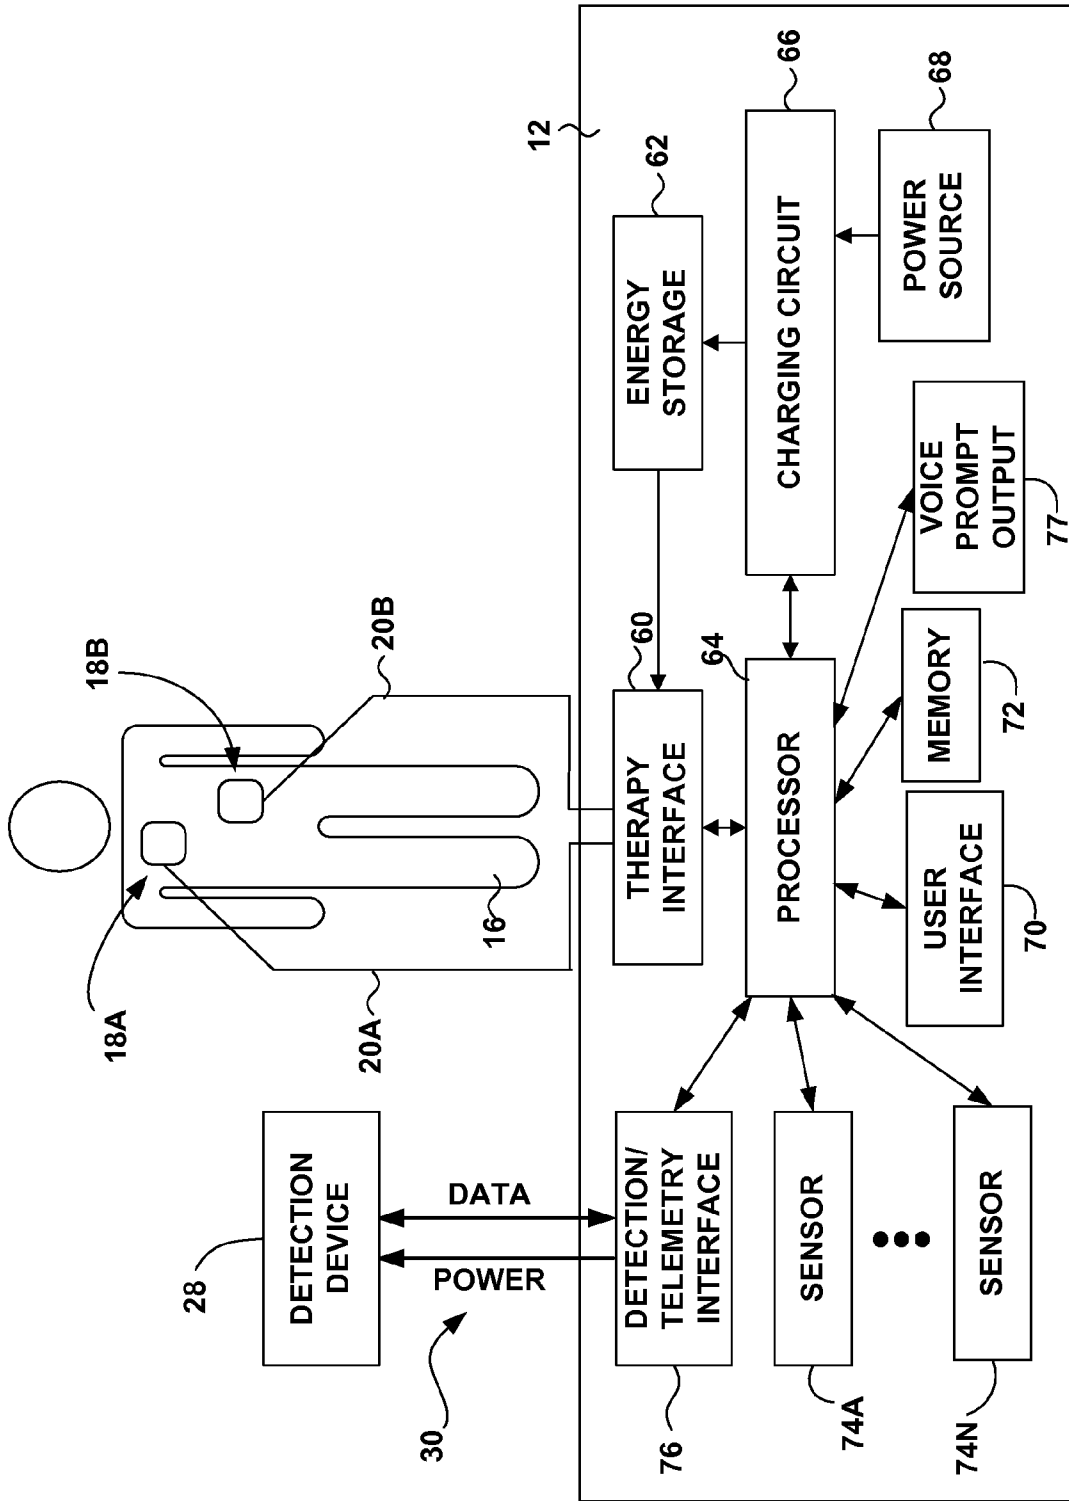 28
DETECTION
DEVICE
30
DATA
POWER
18A
18B
20A
20B
16
12
DETECTION/
TELEMETRY
INTERFACE
76
THERAPY
INTERFACE
60
ENERGY
STORAGE
62
SENSOR
74A
PROCESSOR
64
CHARGING CIRCUIT
66
SENSOR
74N
USER
INTERFACE
70
MEMORY
72
VOICE
PROMPT
OUTPUT
77
POWER
SOURCE
68